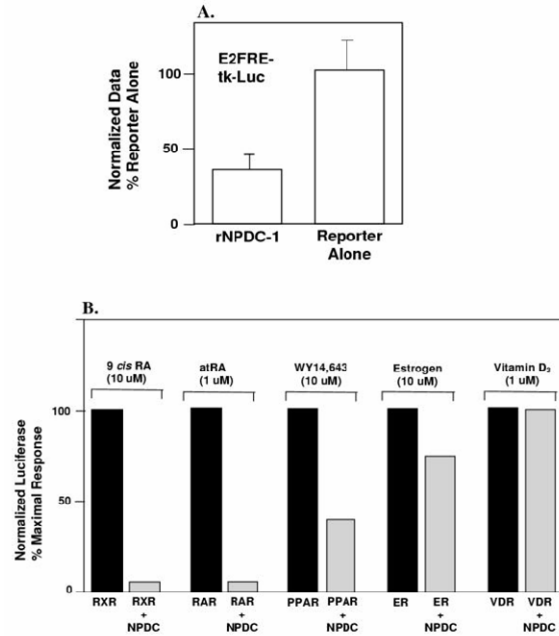 A.
E2FRE-
tk-Luc
Normalized Data
% Reporter Alone
100
50
0
rNPDC-1
Reporter
Alone
B.
9 cis RA
(10 uM)
atRA
(1 uM)
WY14,643
(10 uM)
Estrogen
(10 uM)
Vitamin D₃
(1 uM)
Normalized Luciferase
% Maximal Response
100
50
0
RXR
RXR
+
NPDC
RAR
RAR
+
NPDC
PPAR
PPAR
+
NPDC
ER
ER
+
NPDC
VDR
VDR
+
NPDC